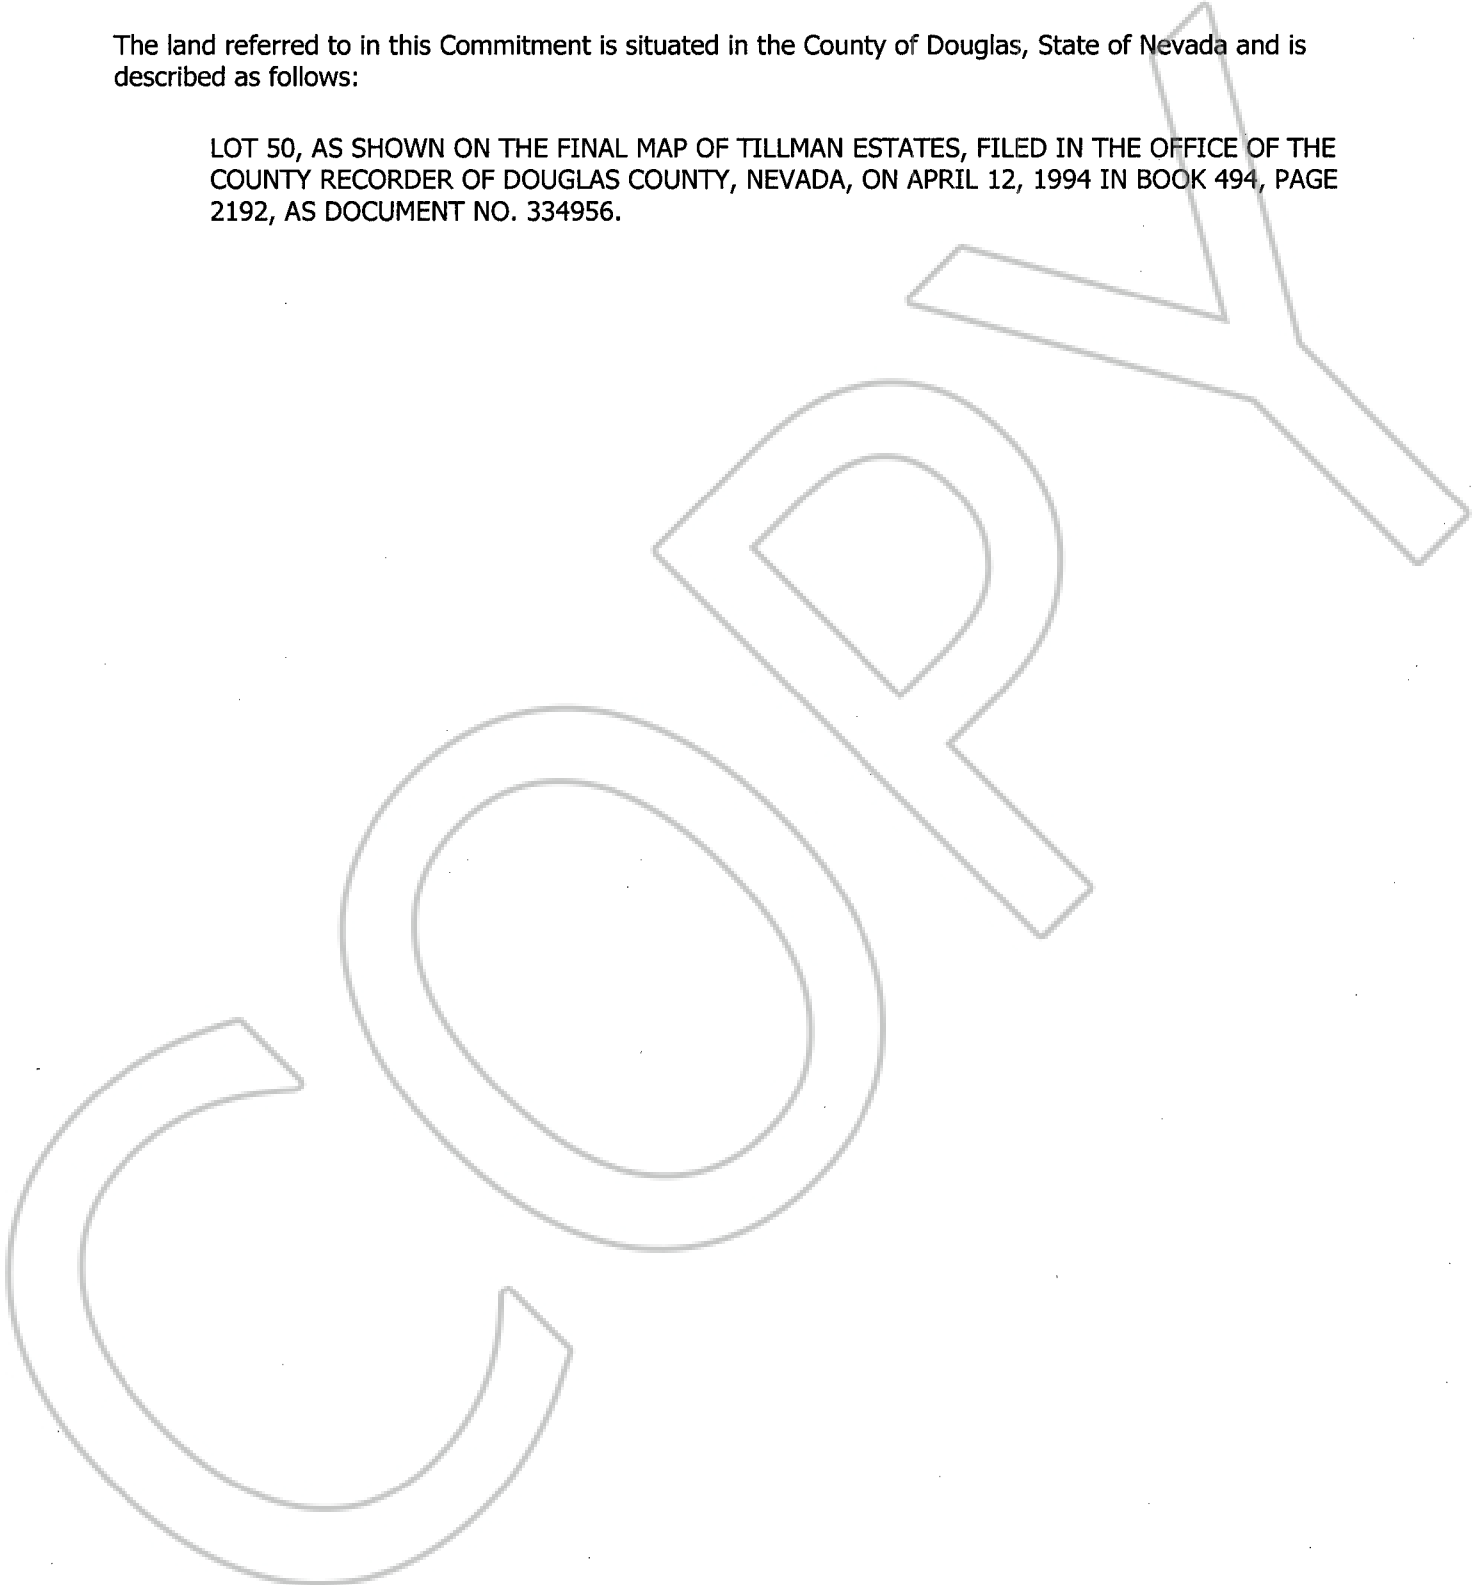 The land referred to in this Commitment is situated in the County of Douglas, State of Nevada and is
described as follows:
LOT 50, AS SHOWN ON THE FINAL MAP OF TILLMAN ESTATES, FILED IN THE OFFICE OF THE
COUNTY RECORDER OF DOUGLAS COUNTY, NEVADA, ON APRIL 12, 1994 IN BOOK 494, PAGE
2192, AS DOCUMENT NO. 334956.
COPY